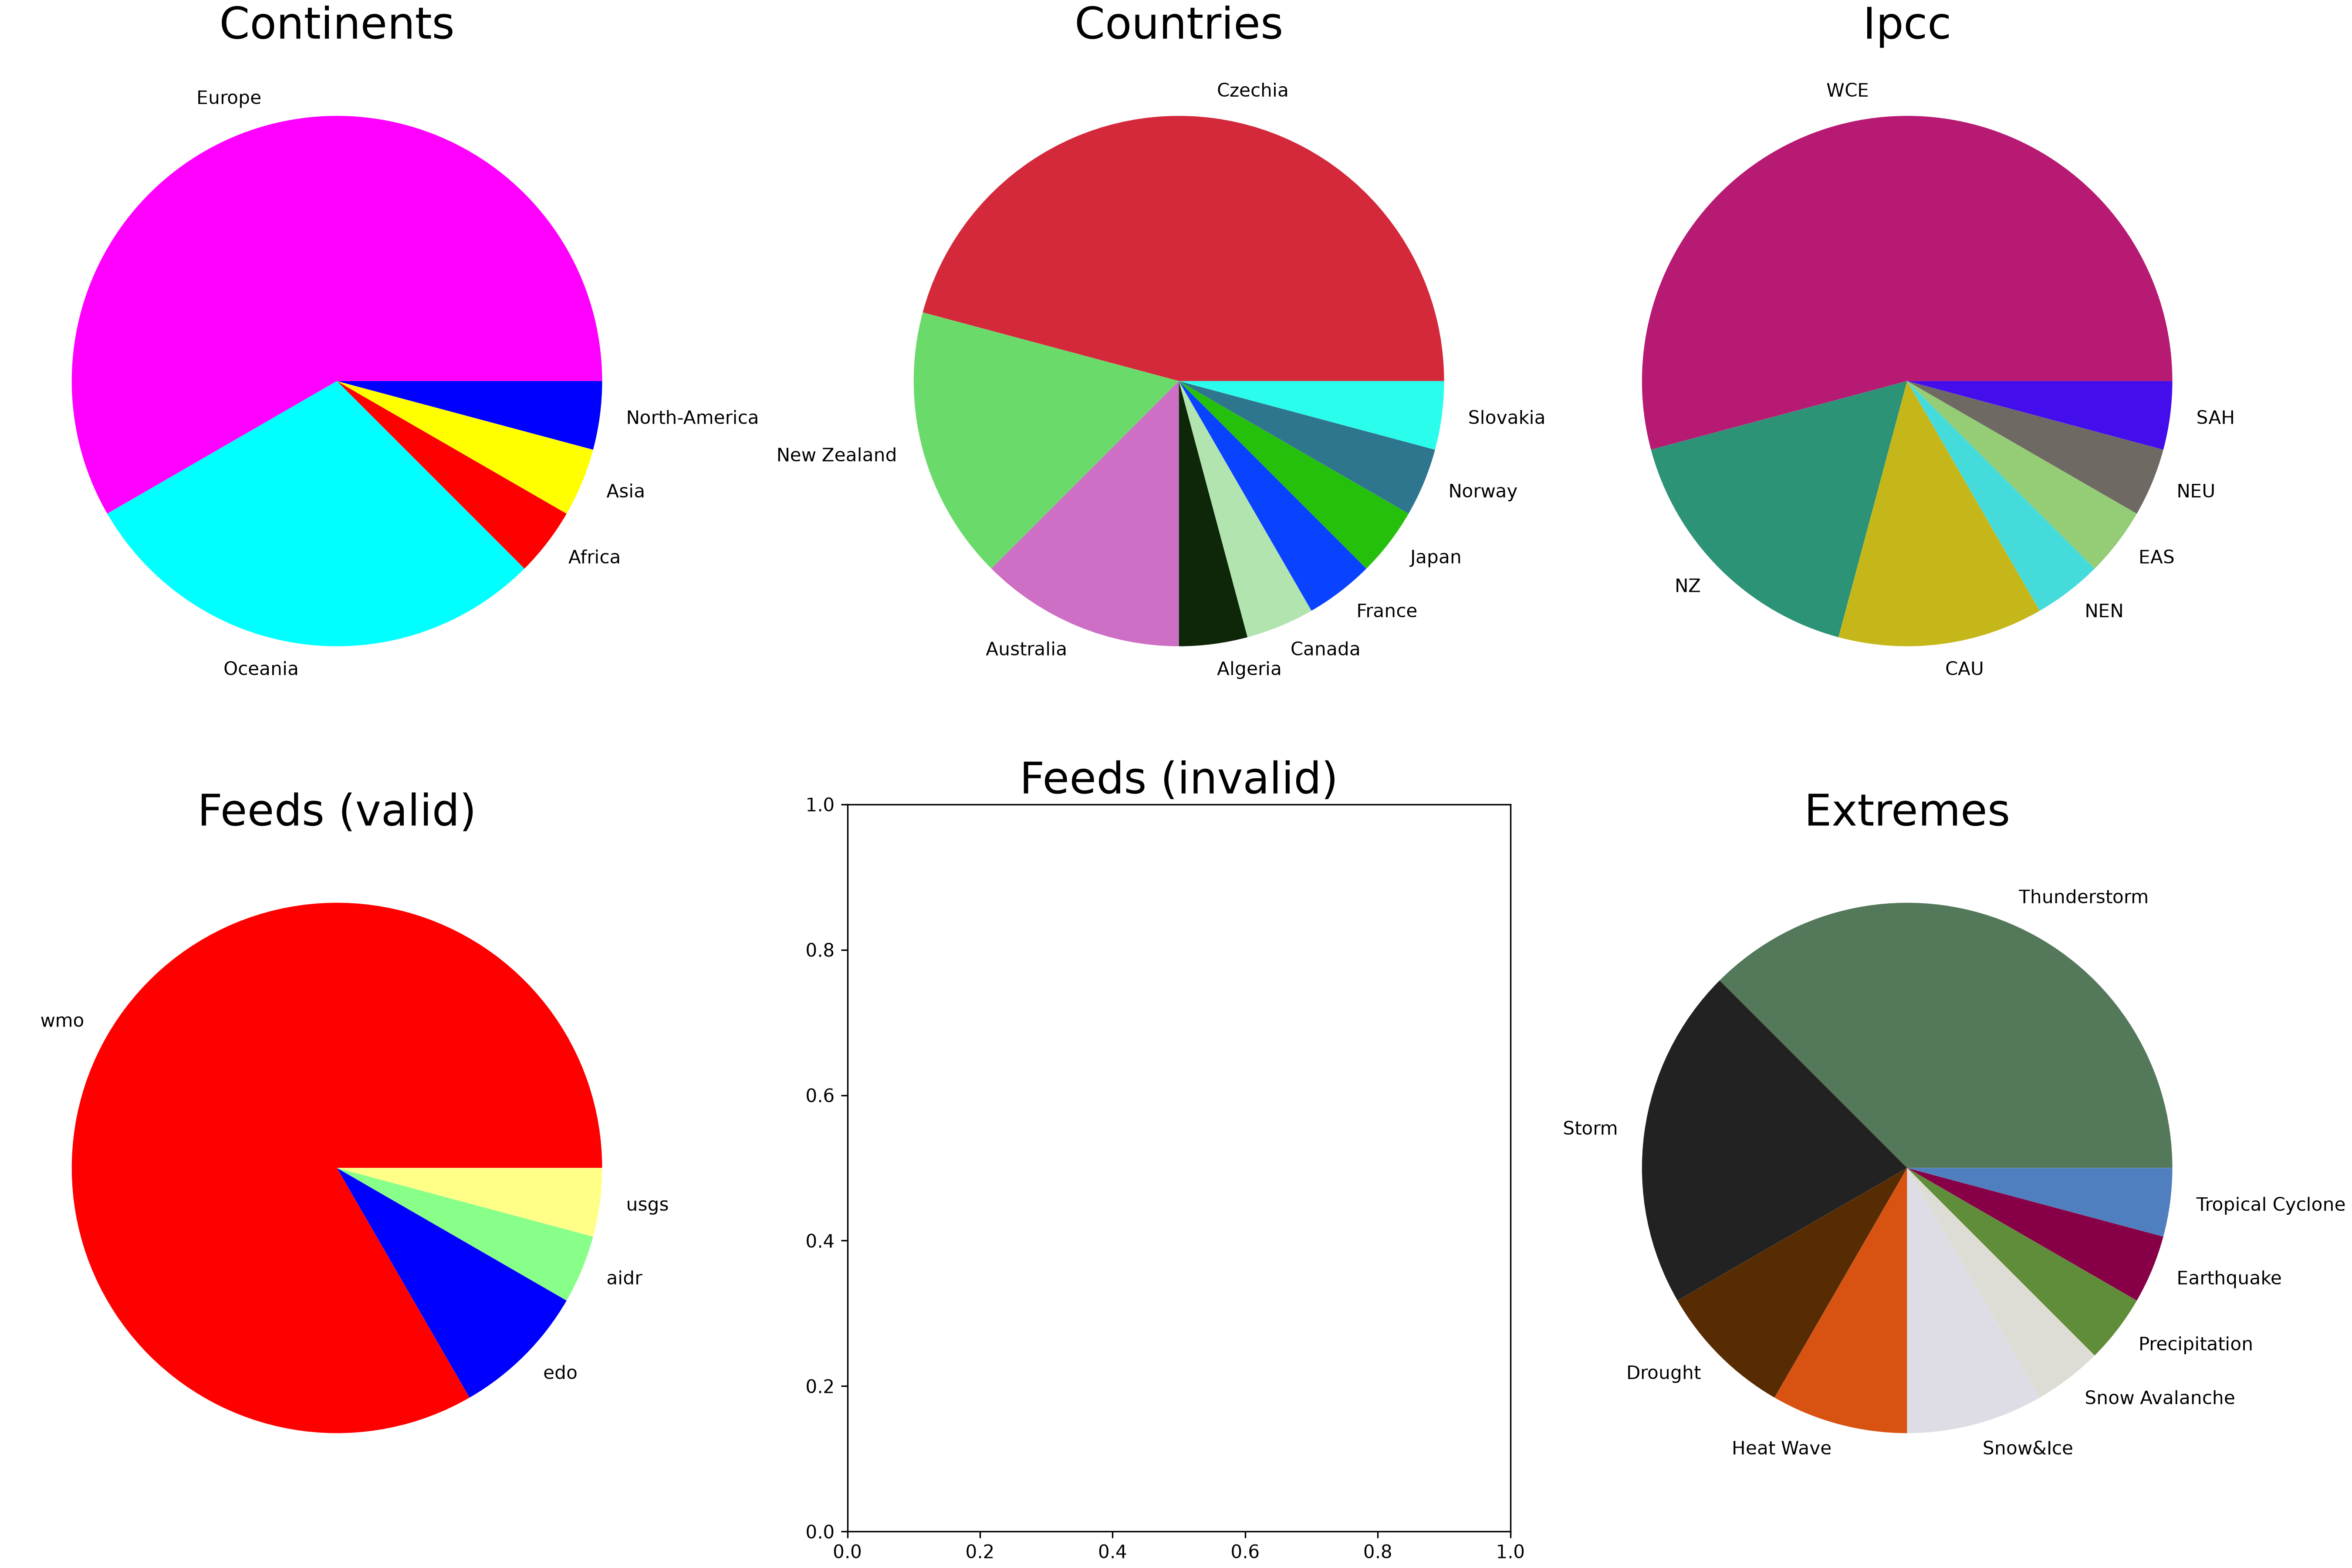 Continents
Europe
North-America
Asia
Africa
Oceania
Countries
Czechia
New Zealand
Slovakia
Norway
Japan
France
Canada
Australia
Algeria
Ipcc
WCE
SAH
NEU
EAS
NZ
NEN
CAU
Feeds (valid)
wmo
usgs
aidr
edo
Feeds (invalid)
1.0
0.8
0.6
0.4
0.2
0.0
0.0 0.2 0.4 0.6 0.8 1.0
Extremes
Thunderstorm
Storm
Tropical Cyclone
Earthquake
Precipitation
Drought
Snow Avalanche
Heat Wave
Snow&Ice